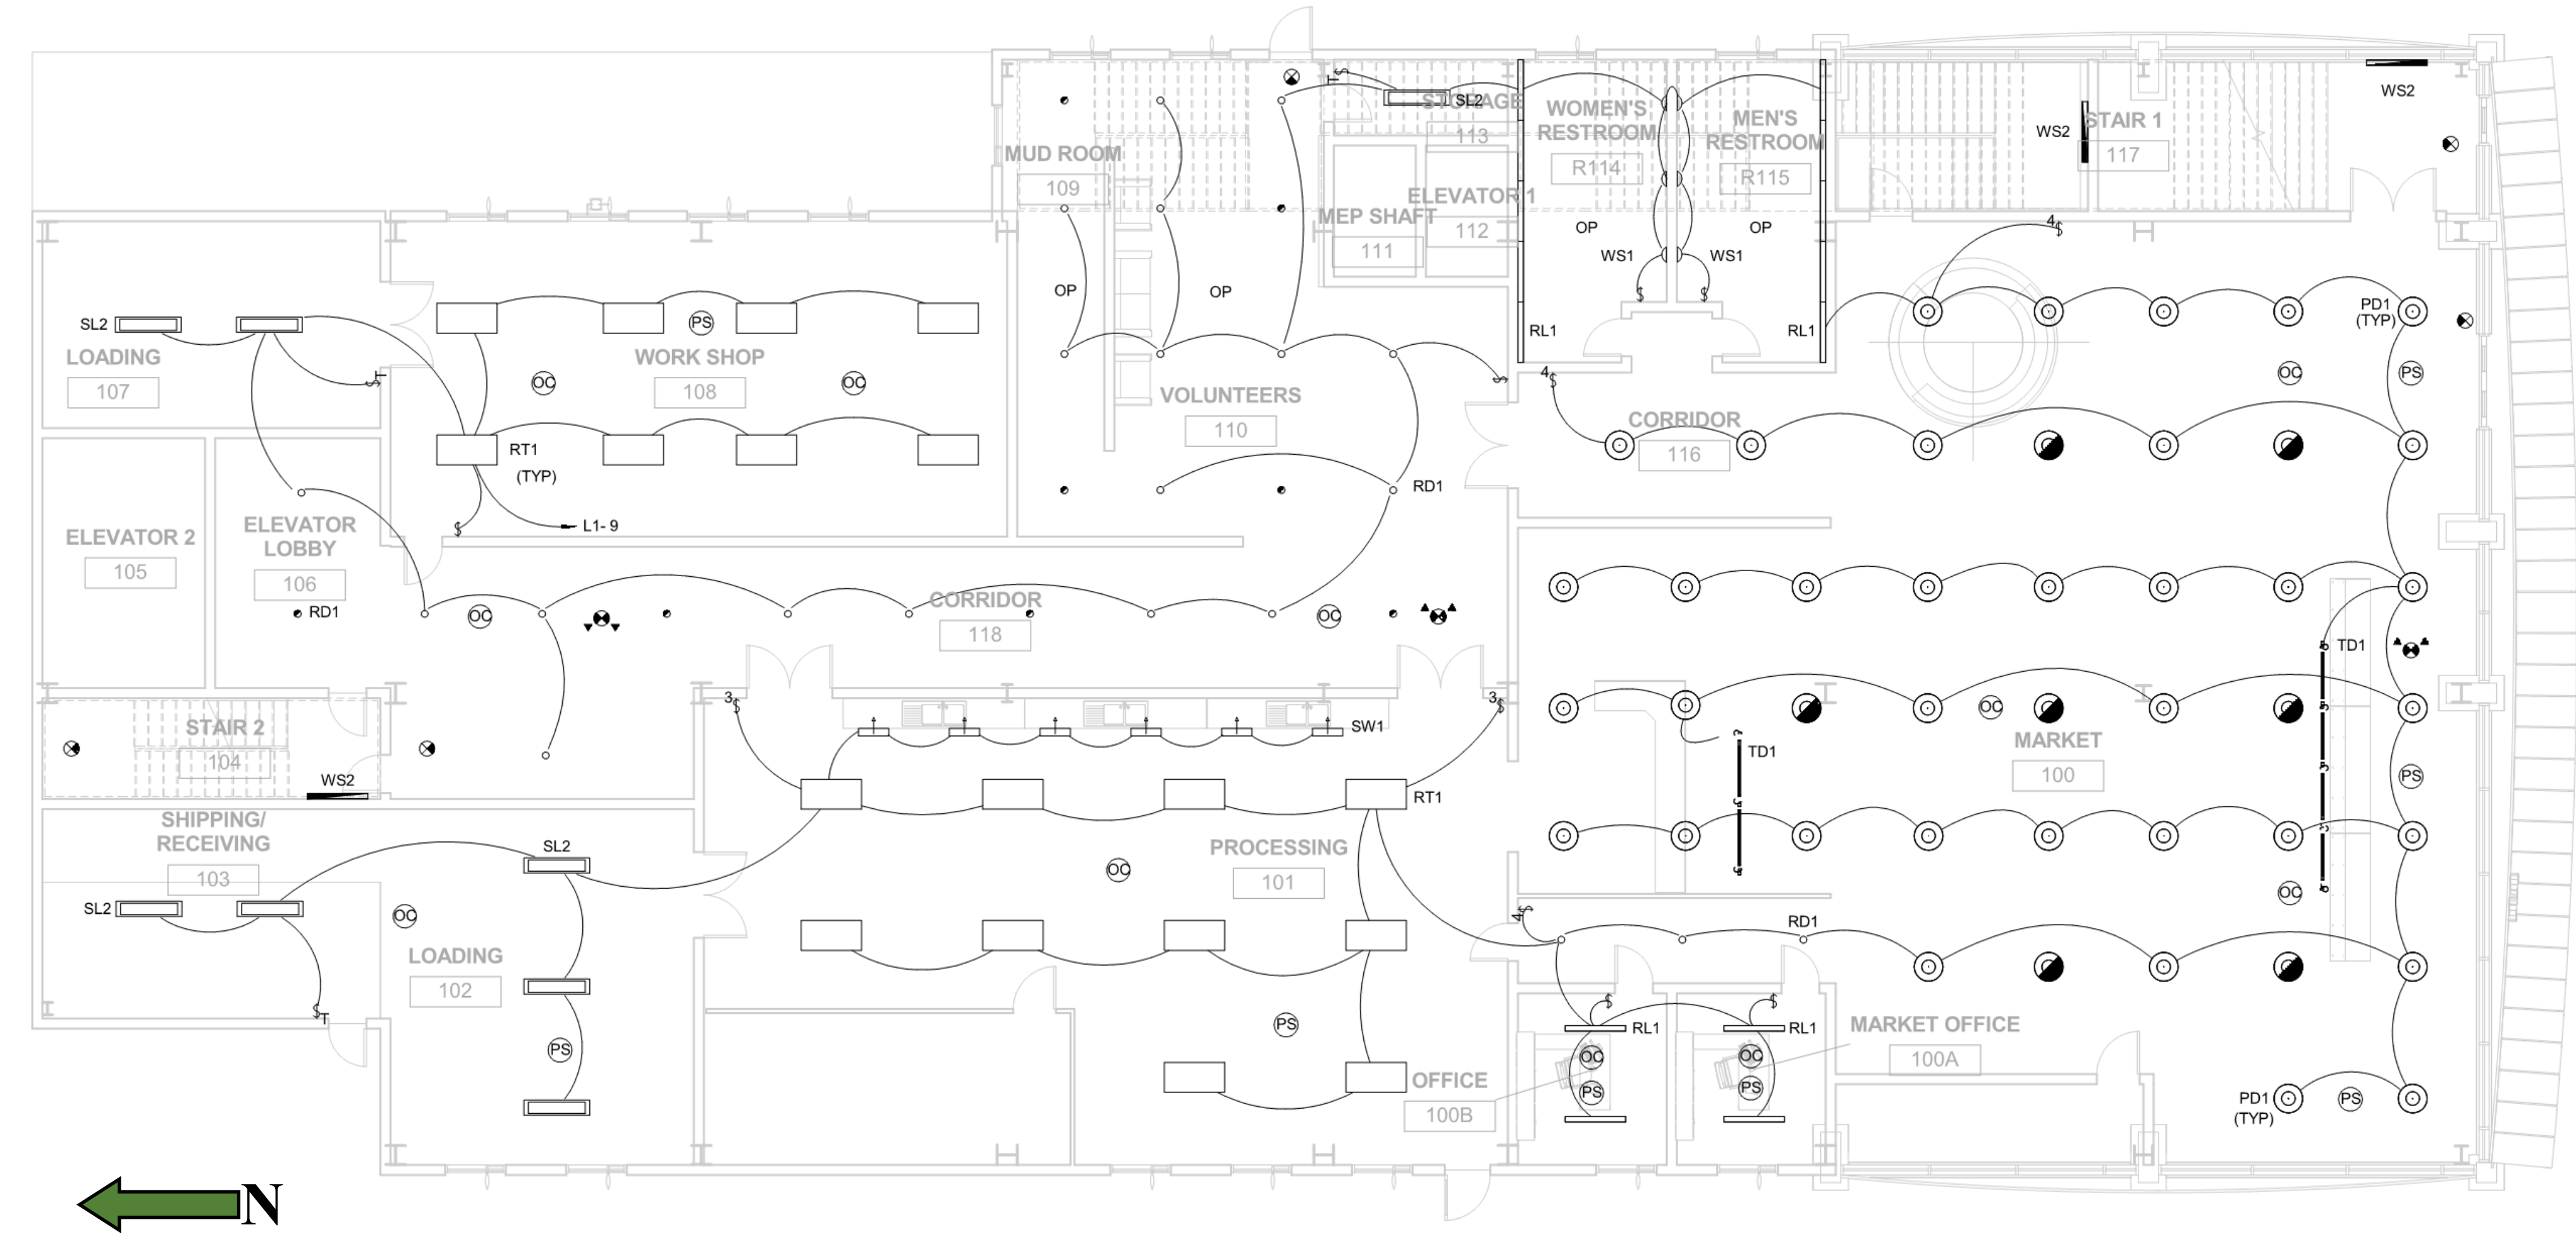 SL2
STORAGE
113
WOMEN'S
RESTROOM
R114
MEN'S
RESTROOM
R115
WS2
STAIR 1
117
WS2
MUD ROOM
109
ELEVATOR 1
112
MEP SHAFT
111
OP
OP
WS1
WS1
4
$
OP
OP
RL1
RL1
PD1
(TYP)
SL2
LOADING
107
PS
WORK SHOP
108
OC
OC
$
T
VOLUNTEERS
110
4
$
CORRIDOR
116
OC
PS
RT1
(TYP)
L1- 9
RD1
ELEVATOR 2
105
ELEVATOR
LOBBY
106
RD1
OC
CORRIDOR
118
OC
TD1
STAIR 2
104
WS2
3
$
3
$
SW1
TD1
OC
MARKET
100
PS
RT1
SHIPPING/
RECEIVING
103
SL2
SL2
OC
LOADING
102
PS
$
T
PROCESSING
101
OC
PS
4
$
RD1
OC
$
RL1
$
RL1
OC
PS
OC
PS
MARKET OFFICE
100A
OFFICE
100B
PD1
(TYP)
PS
N